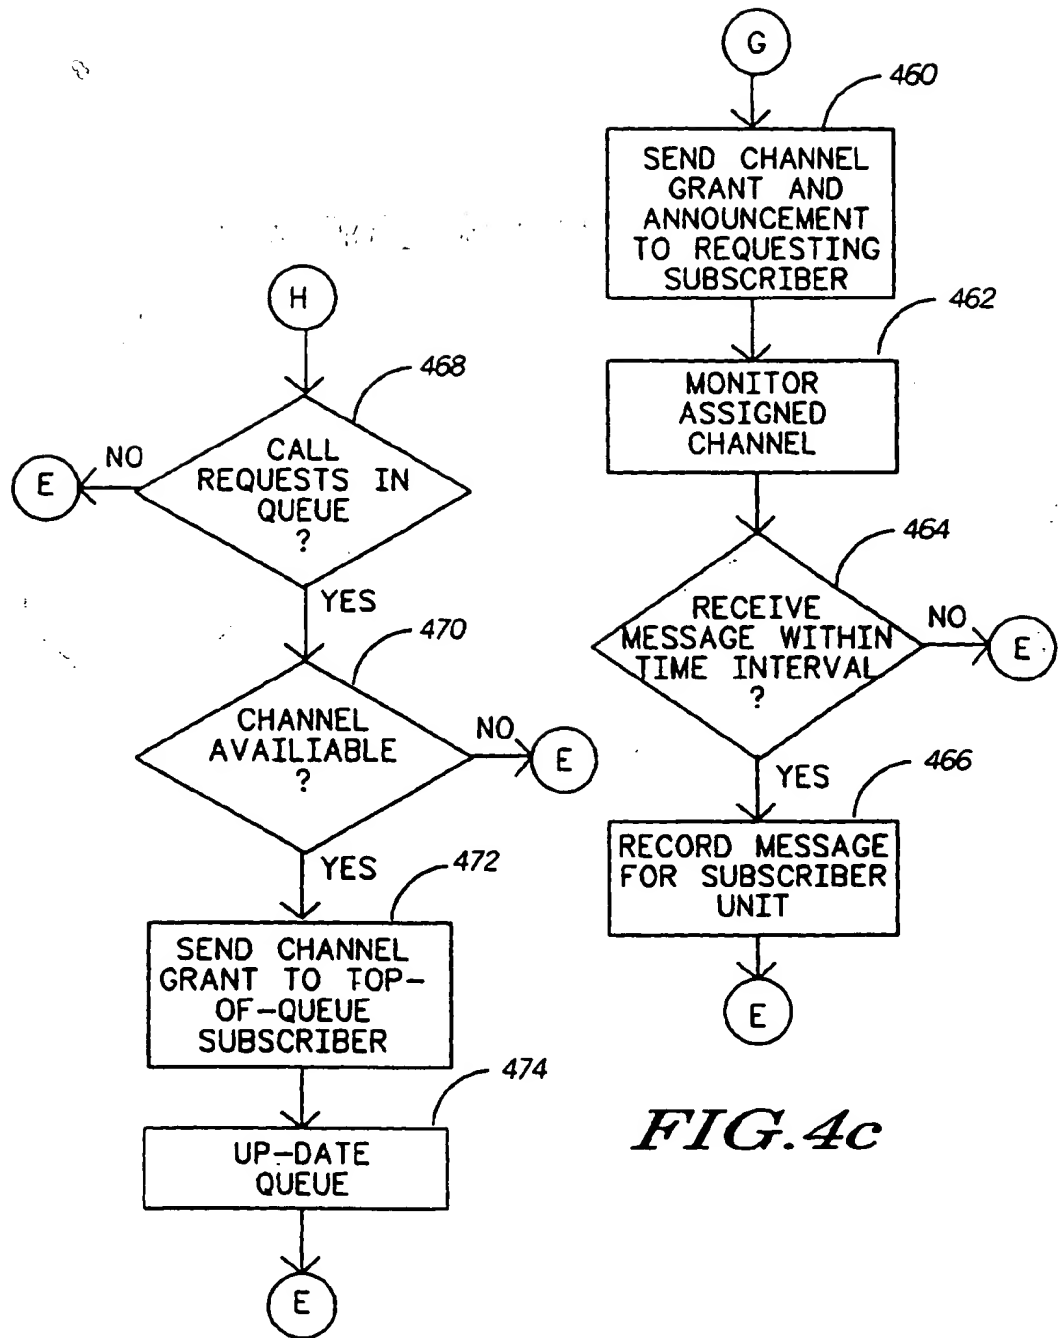 H
468
CALL
REQUESTS IN
QUEUE
?
NO
E
YES
470
CHANNEL
AVAILIABLE
?
NO
E
YES
472
SEND CHANNEL
GRANT TO TOP-
OF-QUEUE
SUBSCRIBER
474
UP-DATE
QUEUE
E
G
460
SEND CHANNEL
GRANT AND
ANNOUNCEMENT
TO REQUESTING
SUBSCRIBER
462
MONITOR
ASSIGNED
CHANNEL
464
RECEIVE
MESSAGE WITHIN
TIME INTERVAL
?
NO
E
YES
466
RECORD MESSAGE
FOR SUBSCRIBER
UNIT
E
FIG.4c